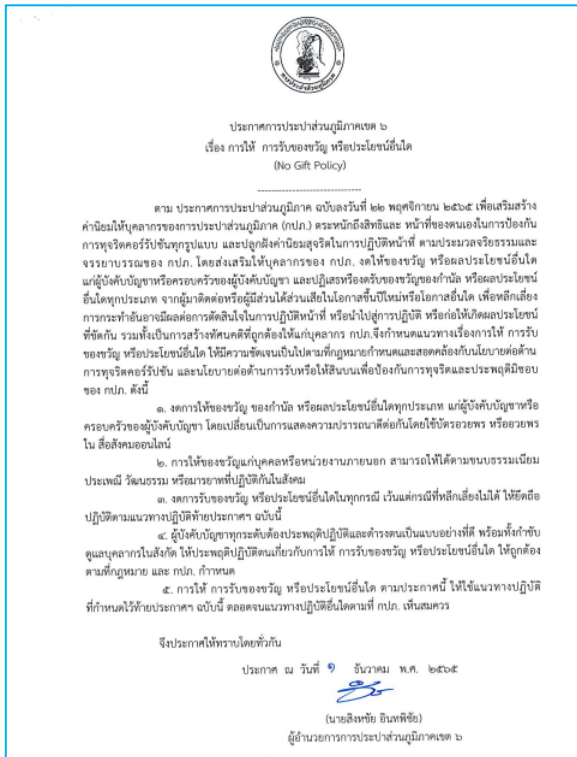 ประกาศการประปาส่วนภูมิภาคเขต ๖
เรื่อง การให้ การรับของขวัญ หรือประโยชน์อื่นใด
(No Gift Policy)
------------------------------
ตาม ประกาศการประปาส่วนภูมิภาค ฉบับลงวันที่ ๒๒ พฤศจิกายน ๒๕๖๕ เพื่อเสริมสร้าง
ค่านิยมให้บุคลากรของการประปาส่วนภูมิภาค (กปภ.) ตระหนักถึงสิทธิและ หน้าที่ของตนเองในการป้องกัน
การทุจริตคอร์รัปชันทุกรูปแบบ และปลูกฝังค่านิยมสุจริตในการปฏิบัติหน้าที่ ตามประมวลจริยธรรมและ
จรรยาบรรณของ กปภ. โดยส่งเสริมให้บุคลากรของ กปภ. งดให้ของขวัญ หรือผลประโยชน์อื่นใด
แก่ผู้บังคับบัญชาหรือครอบครัวของผู้บังคับบัญชา และปฏิเสธหรืองดรับของขวัญของกำนัล หรือผลประโยชน์
อื่นใดทุกประเภท จากผู้มาติดต่อหรือผู้มีส่วนได้ส่วนเสียในโอกาสขึ้นปีใหม่หรือโอกาสอื่นใด เพื่อหลีกเลี่ยง
การกระทำอันอาจมีผลต่อการตัดสินใจในการปฏิบัติหน้าที่ หรือนำไปสู่การปฏิบัติ หรือก่อให้เกิดผลประโยชน์
ที่ขัดกัน รวมทั้งเป็นการสร้างทัศนคติที่ถูกต้องให้แก่บุคลากร กปภ.จึงกำหนดแนวทางเรื่องการให้ การรับ
ของขวัญ หรือประโยชน์อื่นใด ให้มีความชัดเจนเป็นไปตามที่กฎหมายกำหนดและสอดคล้องกับนโยบายต่อต้าน
การทุจริตคอร์รัปชัน และนโยบายต่อต้านการรับหรือให้สินบนเพื่อป้องกันการทุจริตและประพฤติมิชอบ
ของ กปภ. ดังนี้
๑. งดการให้ของขวัญ ของกำนัล หรือผลประโยชน์อื่นใดทุกประเภท แก่ผู้บังคับบัญชาหรือ
ครอบครัวของผู้บังคับบัญชา โดยเปลี่ยนเป็นการแสดงความปรารถนาดีต่อกันโดยใช้บัตรอวยพร หรืออวยพร
ใน สื่อสังคมออนไลน์
๒. การให้ของขวัญแก่บุคคลหรือหน่วยงานภายนอก สามารถให้ได้ตามขนบธรรมเนียม
ประเพณี วัฒนธรรม หรือมารยาทที่ปฏิบัติกันในสังคม
๓. งดการรับของขวัญ หรือประโยชน์อื่นใดในทุกกรณี เว้นแต่กรณีที่หลีกเลี่ยงไม่ได้ ให้ยึดถือ
ปฏิบัติตามแนวทางปฏิบัติท้ายประกาศฯ ฉบับนี้
๔. ผู้บังคับบัญชาทุกระดับต้องประพฤติปฏิบัติและดำรงตนเป็นแบบอย่างที่ดี พร้อมทั้งกำชับ
ดูแลบุคลากรในสังกัด ให้ประพฤติปฏิบัติตนเกี่ยวกับการให้ การรับของขวัญ หรือประโยชน์อื่นใด ให้ถูกต้อง
ตามที่กฎหมาย และ กปภ. กำาหนด
๕. การให้ การรับของขวัญ หรือประโยชน์อื่นใด ตามประกาศนี้ ให้ใช้แนวทางปฏิบัติ
ที่กำหนดไว้ท้ายประกาศฯ ฉบับนี้ ตลอดจนแนวทางปฏิบัติอื่นใดตามที่ กปภ. เห็นสมควร
จึงประกาศให้ทราบโดยทั่วกัน
ประกาศ ณ วันที่ ๑ ธันวาคม พ.ศ. ๒๕๖๕
(นายสิงหชัย อินทพิชัย)
ผู้อำนวยการการประปาส่วนภูมิภาคเขต ๖